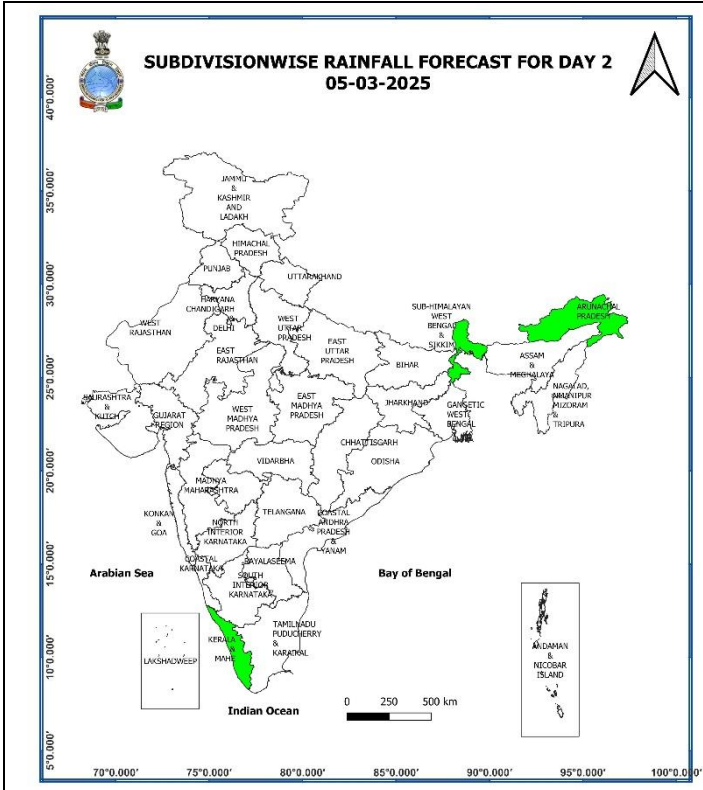 SUBDIVISIONWISE RAINFALL FORECAST FOR DAY 2
05-03-2025
40°0.000'
35°0.000'
30°0.000'
25°0.000'
20°0.000'
15°0.000'
10°0.000'
5°0.000'
JAMMU
&
KASHMIR
AND
LADAKH
HIMACHAL
PRADESH
PUNJAB
UTTARAKHAND
HARYANA
CHANDIGARH
&
DELHI
WEST
RAJASTHAN
WEST
UTTAR
PRADESH
EAST
RAJASTHAN
EAST
UTTAR
PRADESH
SUB-HIMALAYAN
WEST
BENGAL
&
SIKKIM
ARUNACHAL
PRADESH
BIHAR
ASSAM
&
MEGHALAYA
NAGALAD,
MANIPUR
MIZORAM
&
TRIPURA
SAURASHTRA
&
KUTCH
GUJARAT
REGION
WEST
MADHYA
PRADESH
EAST
MADHYA
PRADESH
JHARKHAND
GANGETIC
WEST
BENGAL
CHHATTISGARH
ODISHA
VIDARBHA
MADHYA
MAHARASHTRA
KONKAN
&
GOA
TELANGANA
COASTAL
ANDHRA
PRADESH
&
YANAM
NORTH
INTERIOR
KARNATAKA
COASTAL
KARNATAKA
RAYALASEEMA
SOUTH
INTERIOR
KARNATAKA
Arabian Sea
Bay of Bengal
KERALA
&
MAHE
TAMILNADU
PUDUCHERRY
&
KARAIKAL
LAKSHADWEEP
ANDAMAN
&
NICOBAR
ISLAND
Indian Ocean
0 250 500 km
70°0.000' 75°0.000' 80°0.000' 85°0.000' 90°0.000' 95°0.000' 100°0.000'